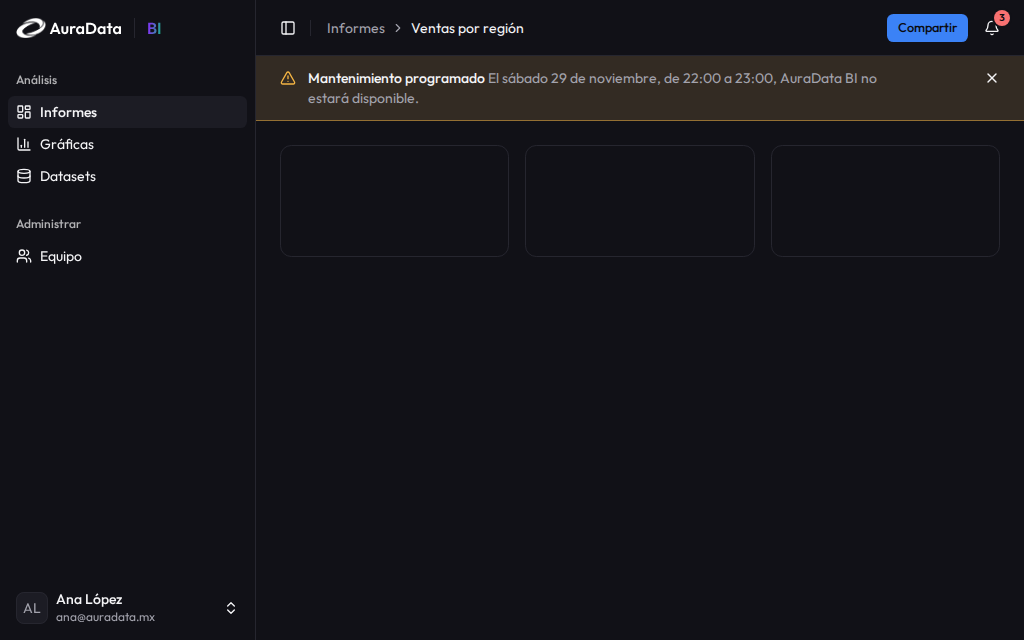 AuraData BI
Análisis
Informes
Gráficas
Datasets
Administrar
Equipo
AL
Ana López
ana@auradata.mx
Informes > Ventas por región
Compartir
3
Mantenimiento programado El sábado 29 de noviembre, de 22:00 a 23:00, AuraData BI no
estará disponible.